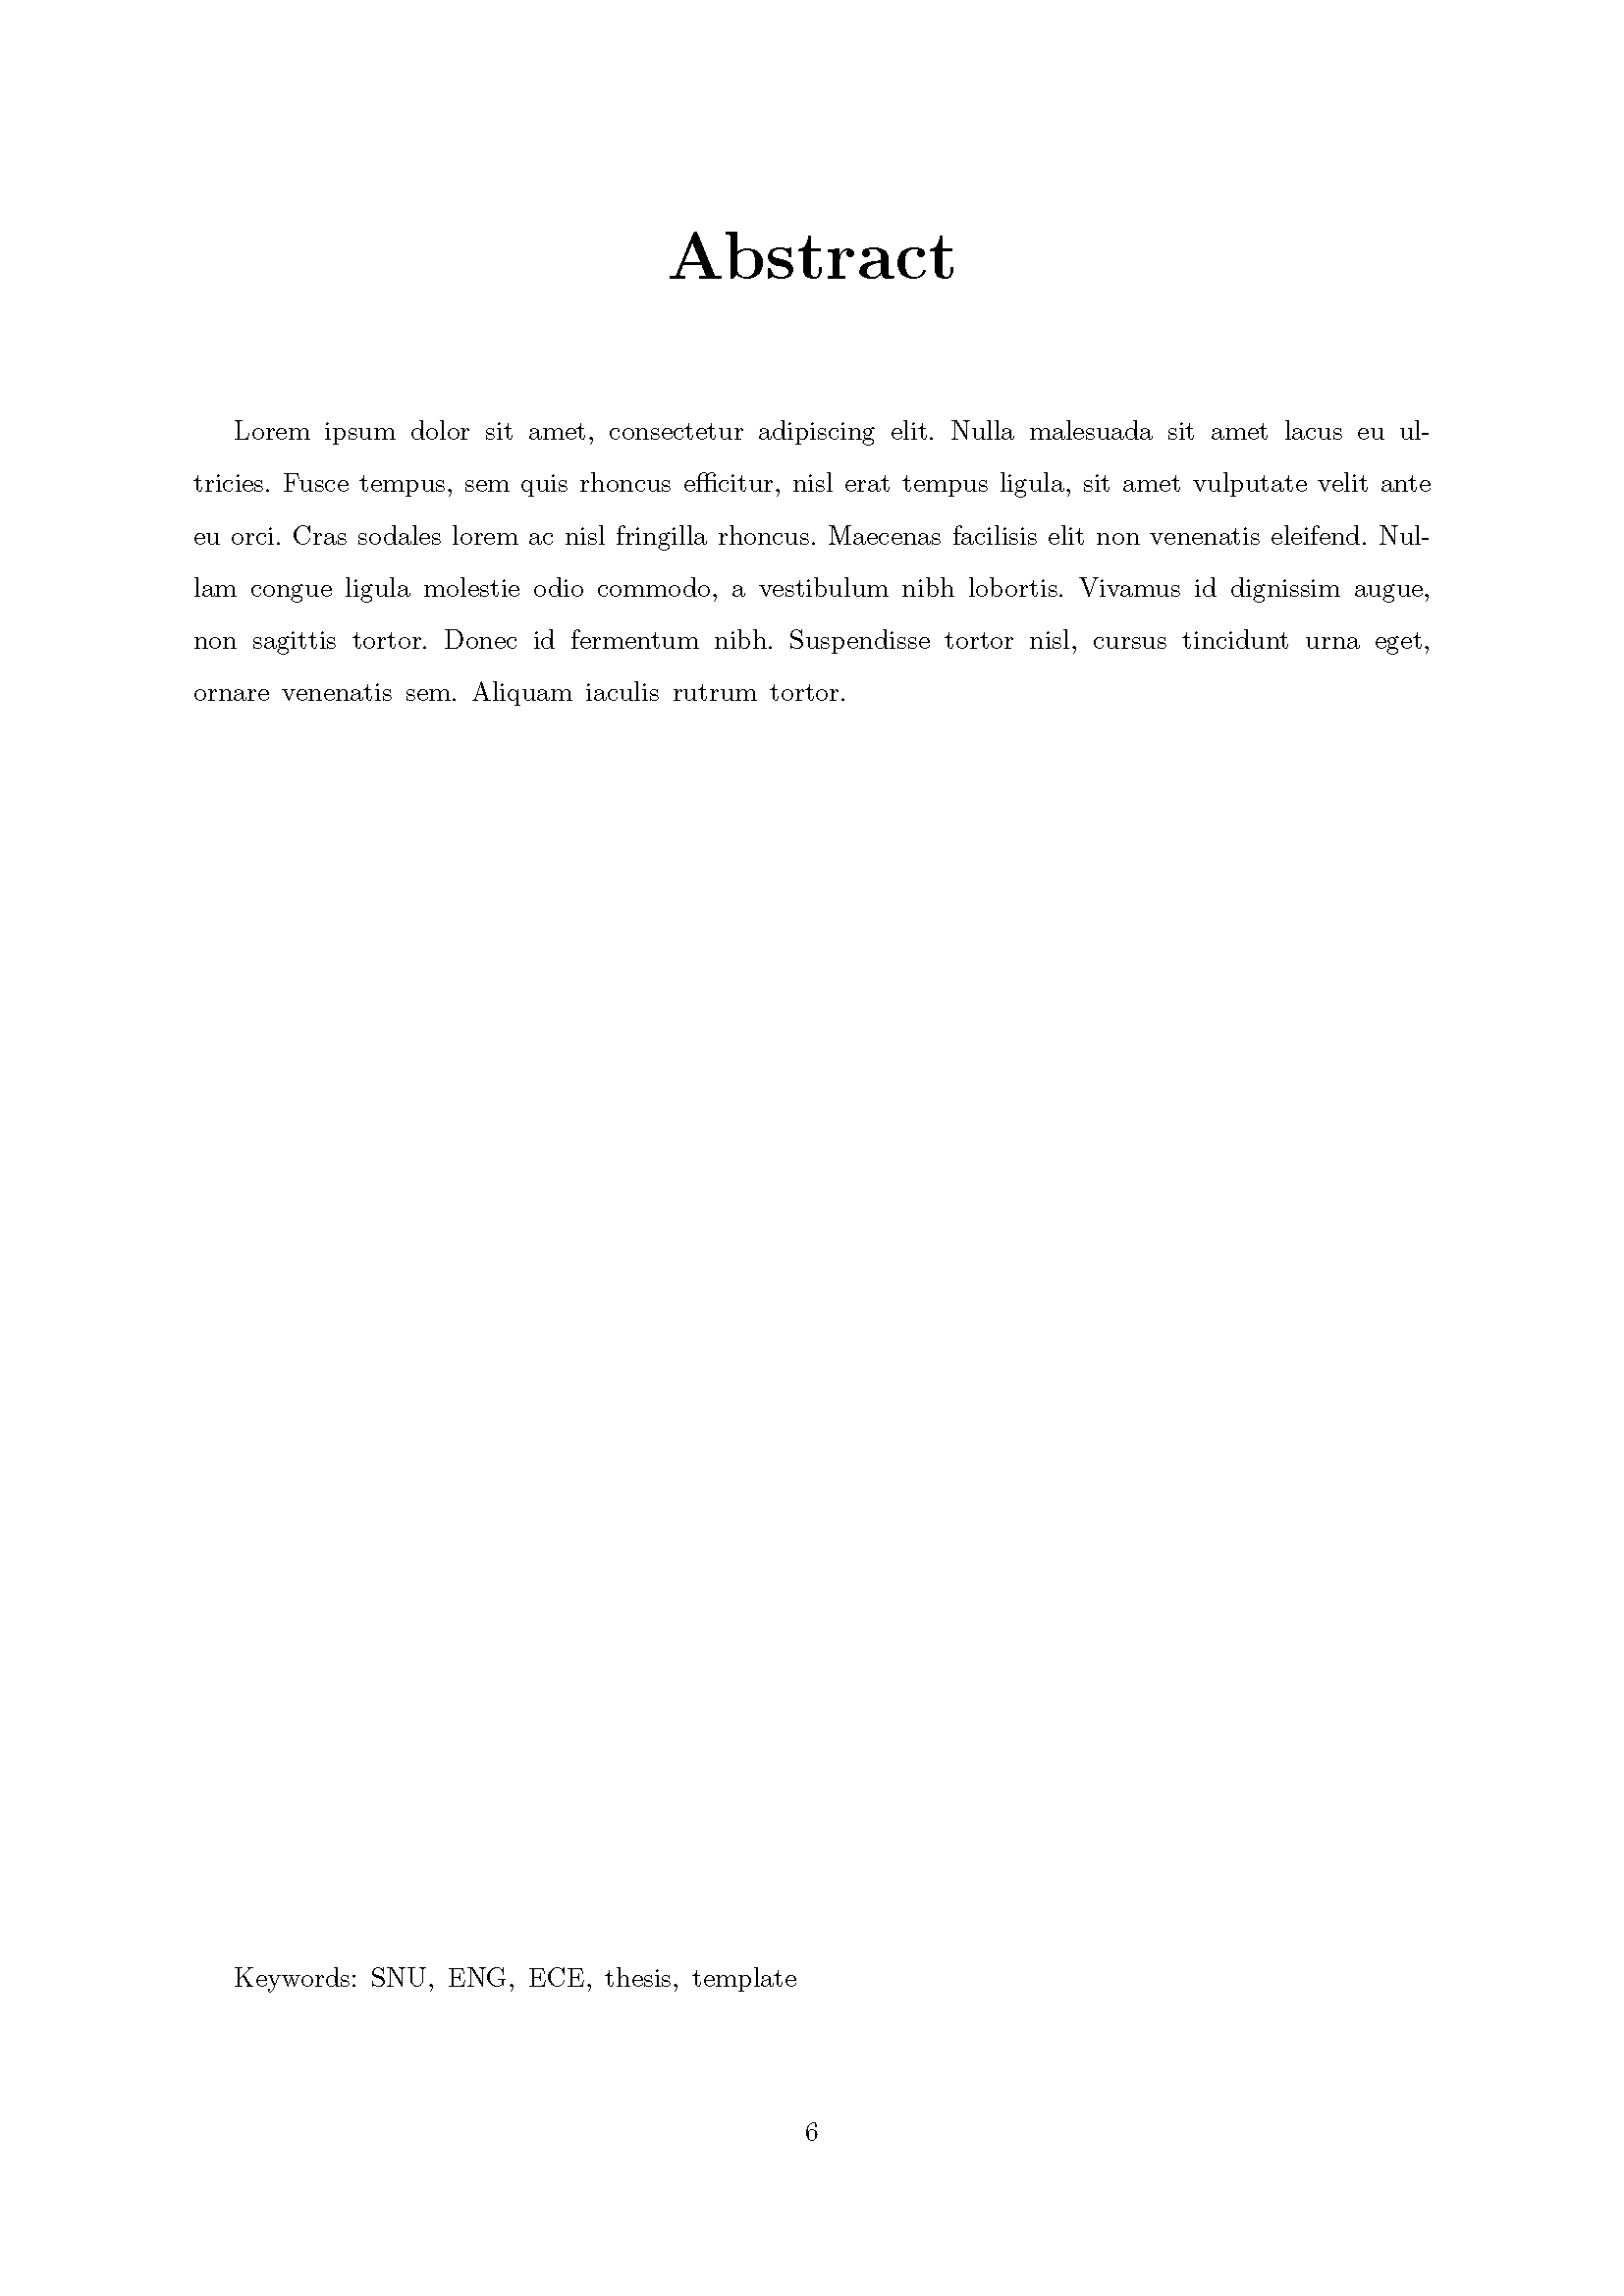 Abstract
Lorem ipsum dolor sit amet, consectetur adipiscing elit. Nulla malesuada sit amet lacus eu ul-
tricies. Fusce tempus, sem quis rhoncus efficitur, nisl erat tempus ligula, sit amet vulputate velit ante
eu orci. Cras sodales lorem ac nisl fringilla rhoncus. Maecenas facilisis elit non venenatis eleifend. Nul-
lam congue ligula molestie odio commodo, a vestibulum nibh lobortis. Vivamus id dignissim augue,
non sagittis tortor. Donec id fermentum nibh. Suspendisse tortor nisl, cursus tincidunt urna eget,
ornare venenatis sem. Aliquam iaculis rutrum tortor.
Keywords: SNU, ENG, ECE, thesis, template
6